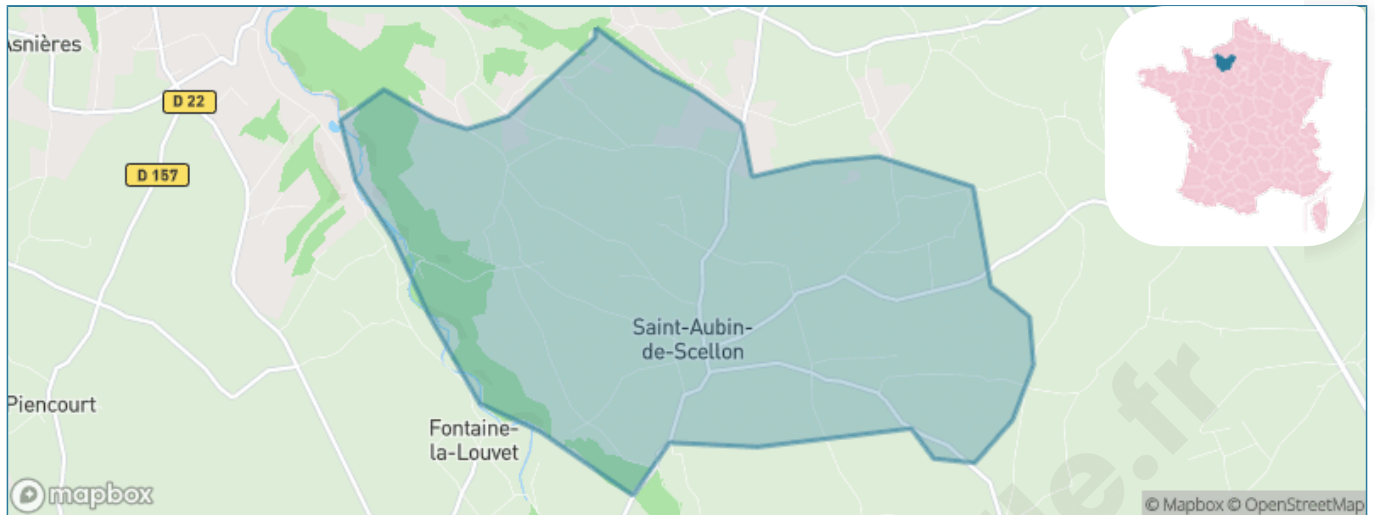 Asnières
D 22
D 157
Saint-Aubin-
de-Scellon
Piencourt
Fontaine-
la-Louvet
mapbox
© Mapbox © OpenStreetMap